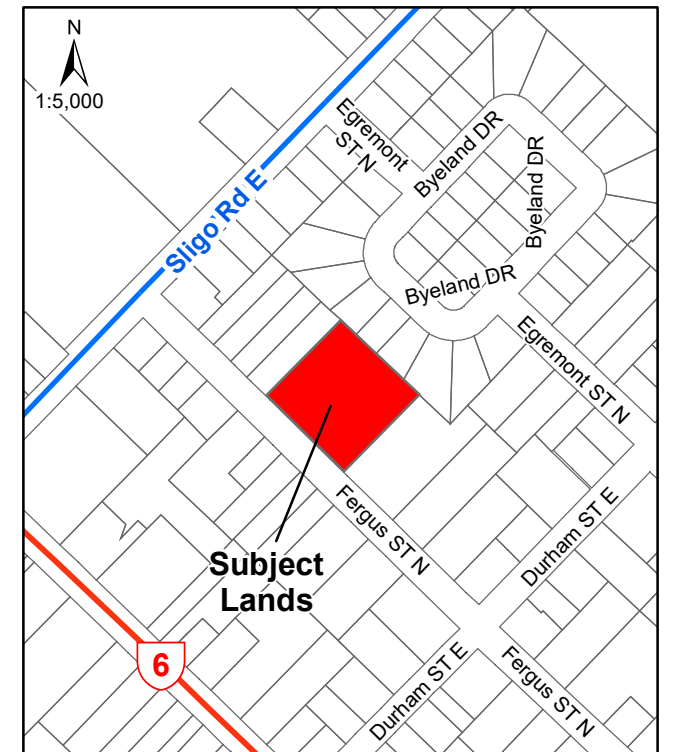 N
1:5,000
Egremont
ST N
Byeland DR
Byeland DR
Sligo Rd E
Byeland DR
Egremont ST N
Fergus ST N
Durham ST E
Subject
Lands
6
Durham ST E
Fergus ST N